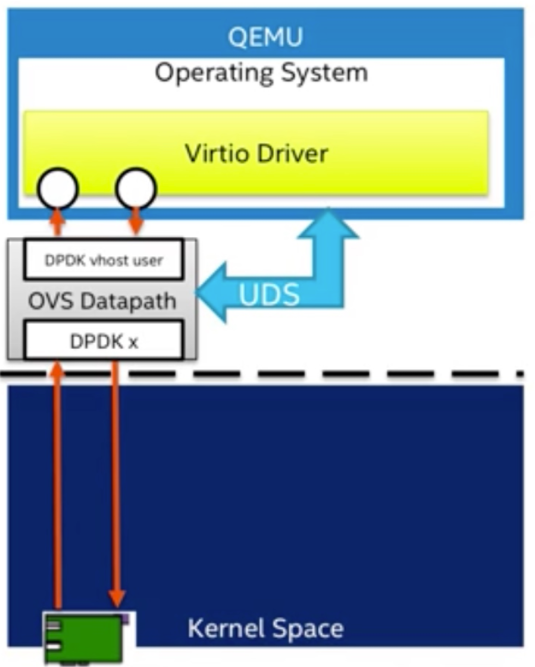 QEMU
Operating System
Virtio Driver
DPDK vhost user
OVS Datapath
UDS
DPDK x
Kernel Space